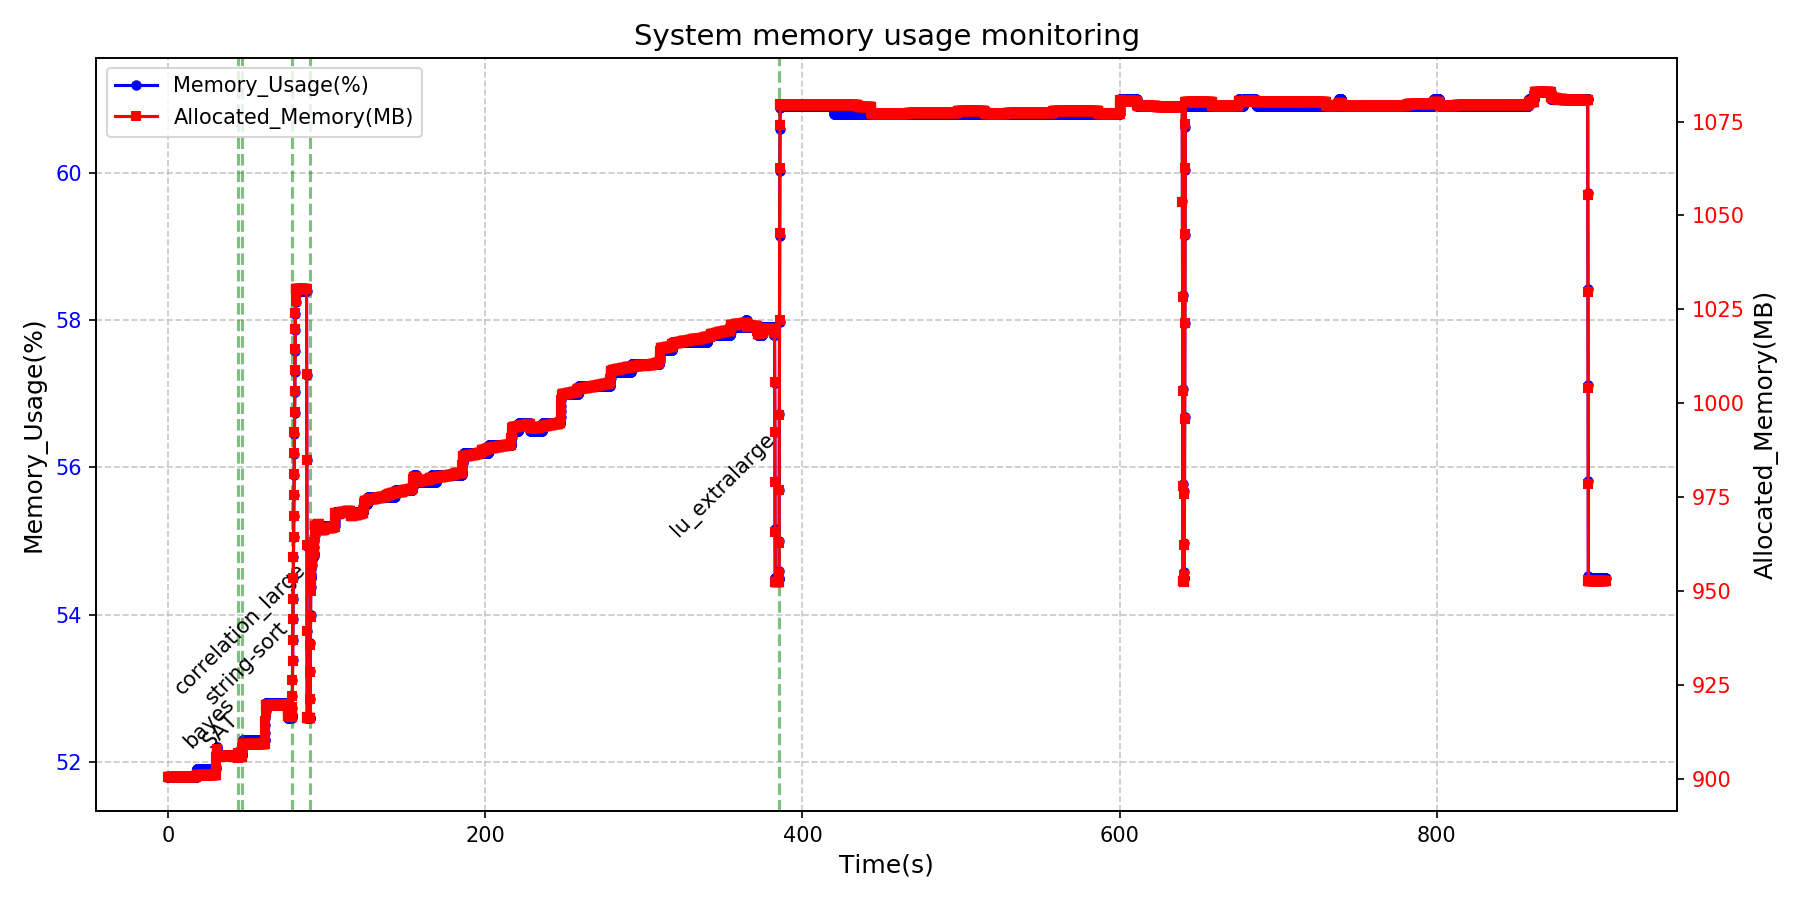 System memory usage monitoring
Memory_Usage(%)
Allocated_Memory(MB)
60
58
56
54
52
Memory_Usage(%)
1075
1050
1025
1000
975
950
925
900
Allocated_Memory(MB)
bayes
SAT
string-sort
correlation_large
lu_extralarge
0
200
400
600
800
Time(s)